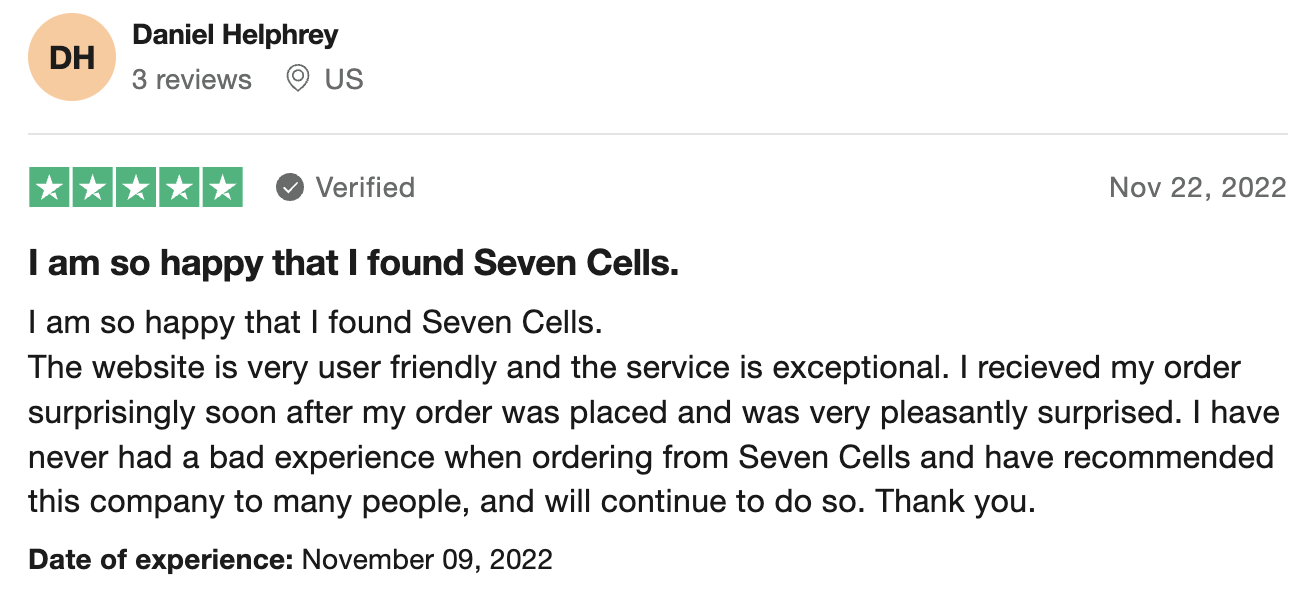 DH
Daniel Helphrey
3 reviews US
Verified
Nov 22, 2022
I am so happy that I found Seven Cells.
I am so happy that I found Seven Cells.
The website is very user friendly and the service is exceptional. I recieved my order
surprisingly soon after my order was placed and was very pleasantly surprised. I have
never had a bad experience when ordering from Seven Cells and have recommended
this company to many people, and will continue to do so. Thank you.
Date of experience: November 09, 2022